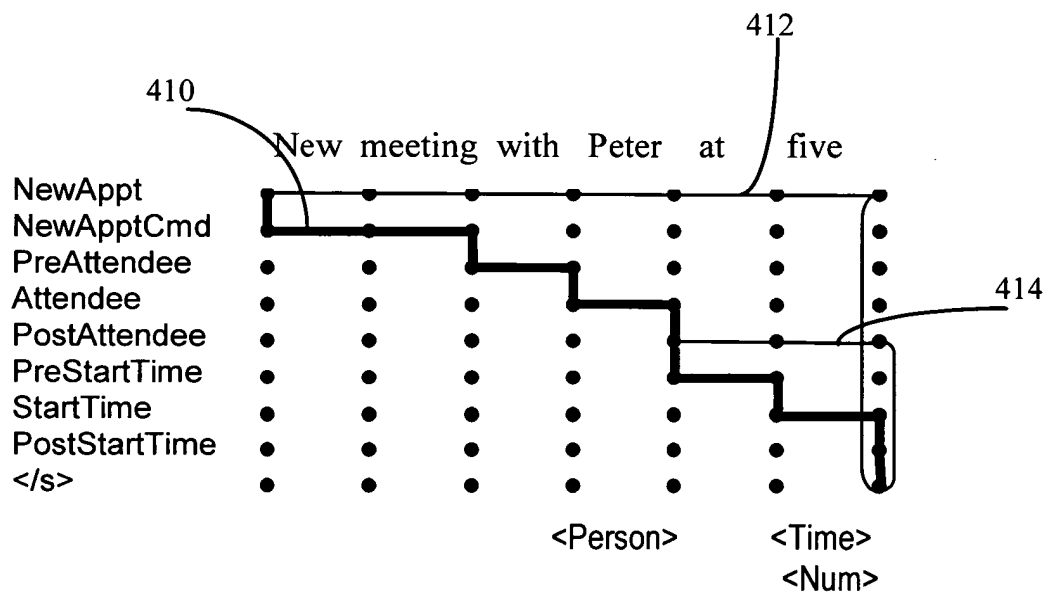 412
410
New meeting with Peter at five
NewAppt
NewApptCmd
PreAttendee
Attendee
414
PostAttendee
PreStartTime
StartTime
PostStartTime
</s>
<Person> <Time>
<Num>